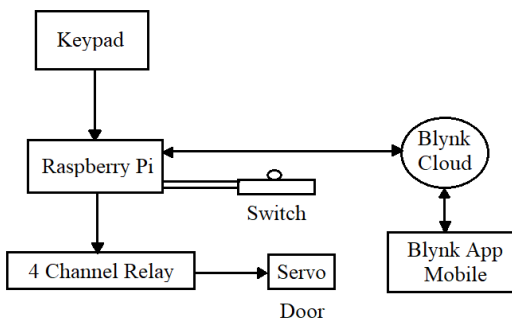 Keypad
Raspberry Pi
Blynk
Cloud
Switch
4 Channel Relay
Servo
Blynk App
Mobile
Door